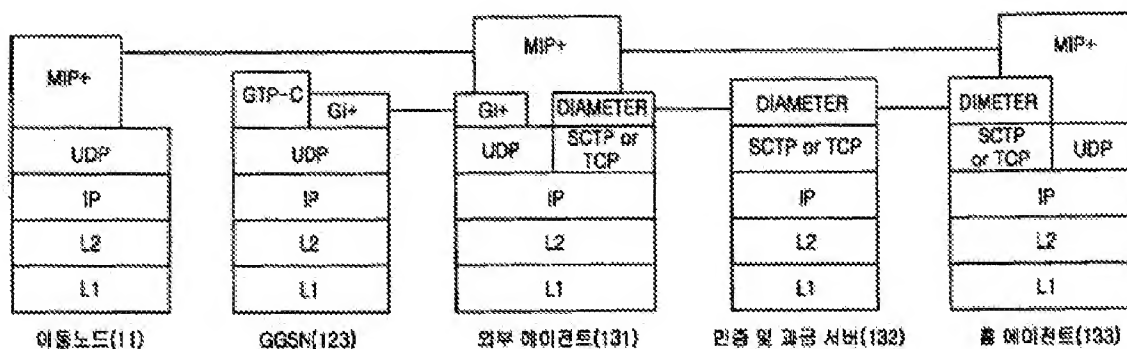 MIP+
UDP
IP
L2
L1
이동노드(11)
GTP-C
Gi+
UDP
IP
L2
L1
GGSN(123)
MIP+
Gi+
DIAMETER
UDP
SCTP or
TCP
IP
L2
L1
외부 에이전트(131)
DIAMETER
SCTP or TCP
IP
L2
L1
인증 및 과금 서버(132)
MIP+
DIMETER
SCTP
or TCP
UDP
IP
L2
L1
홈 에이전트(133)